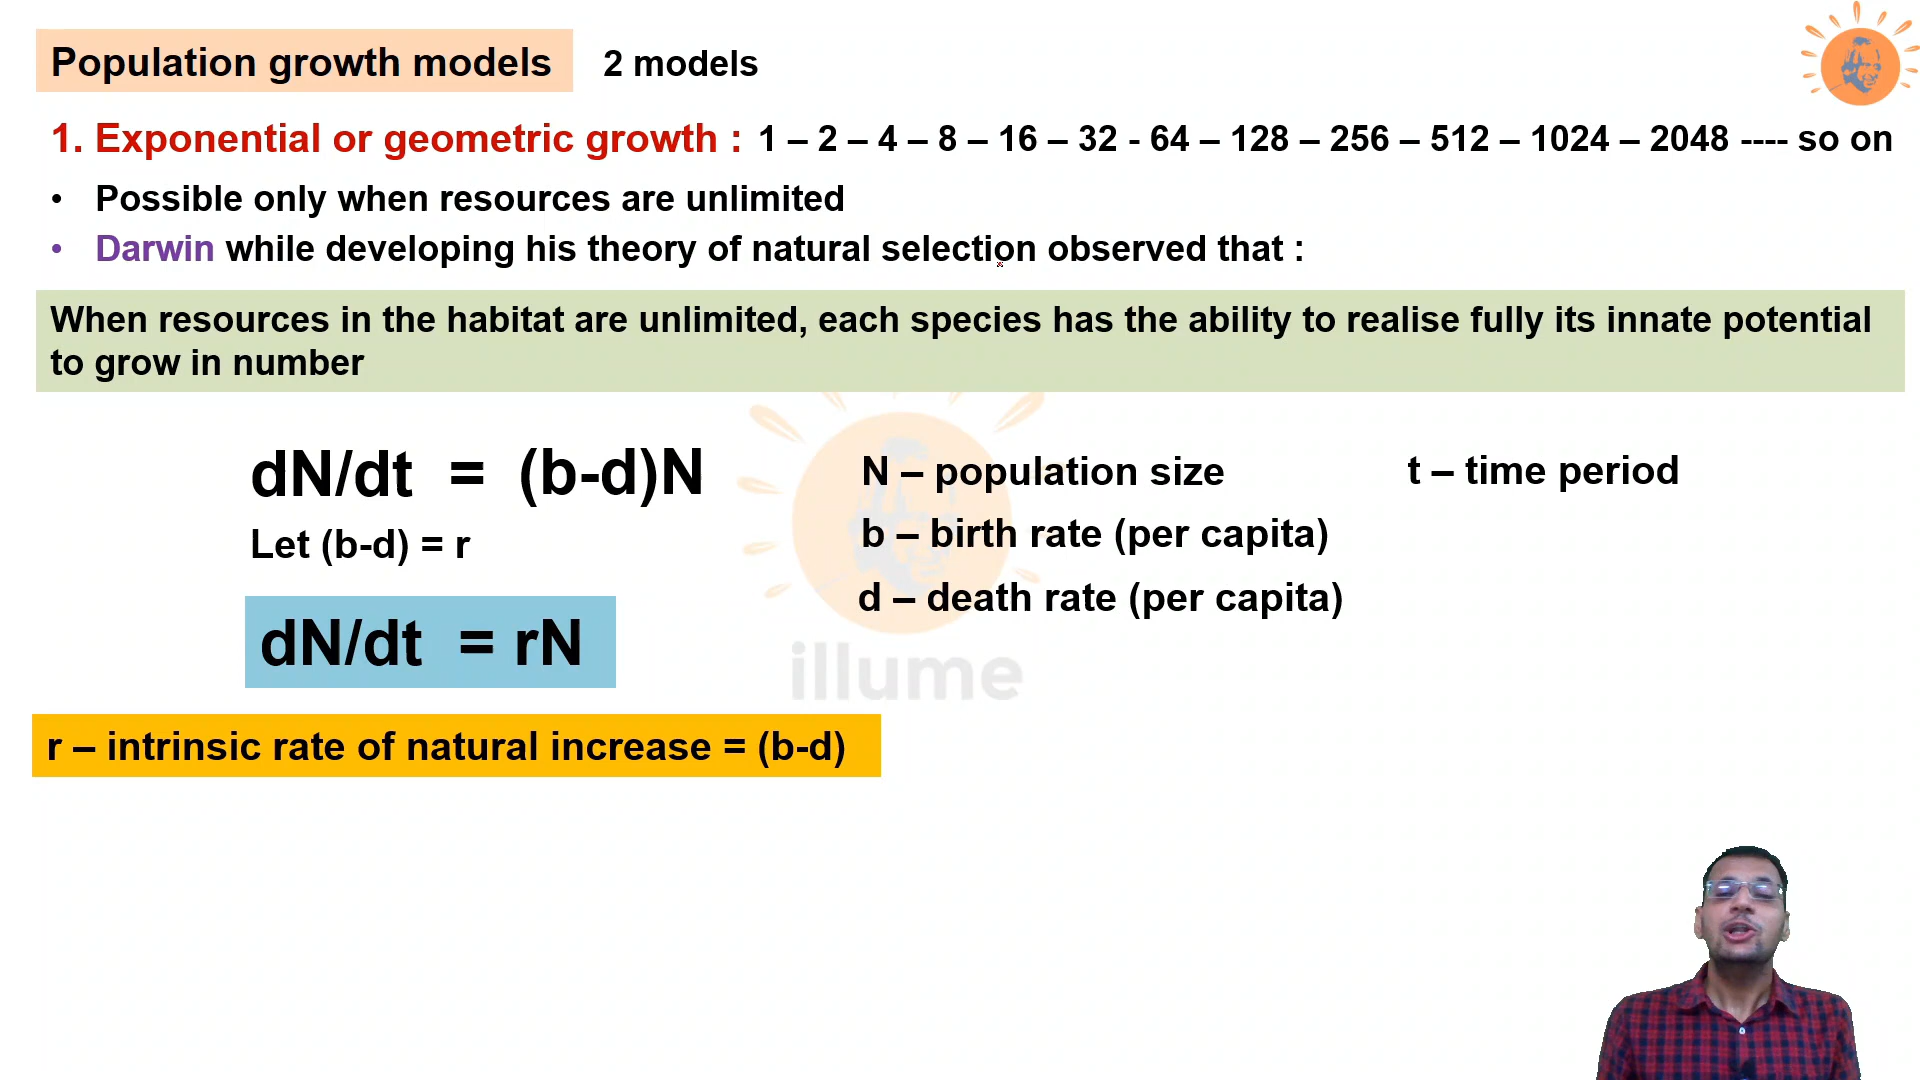 Population growth models 2 models
1. Exponential or geometric growth : 1 – 2 – 4 – 8 – 16 – 32 - 64 – 128 – 256 – 512 – 1024 – 2048 ---- so on
• Possible only when resources are unlimited
• Darwin while developing his theory of natural selection observed that :
When resources in the habitat are unlimited, each species has the ability to realise fully its innate potential
to grow in number
dN/dt = (b-d)N
Let (b-d) = r
dN/dt = rN
N – population size
t – time period
b – birth rate (per capita)
d – death rate (per capita)
illume
r – intrinsic rate of natural increase = (b-d)